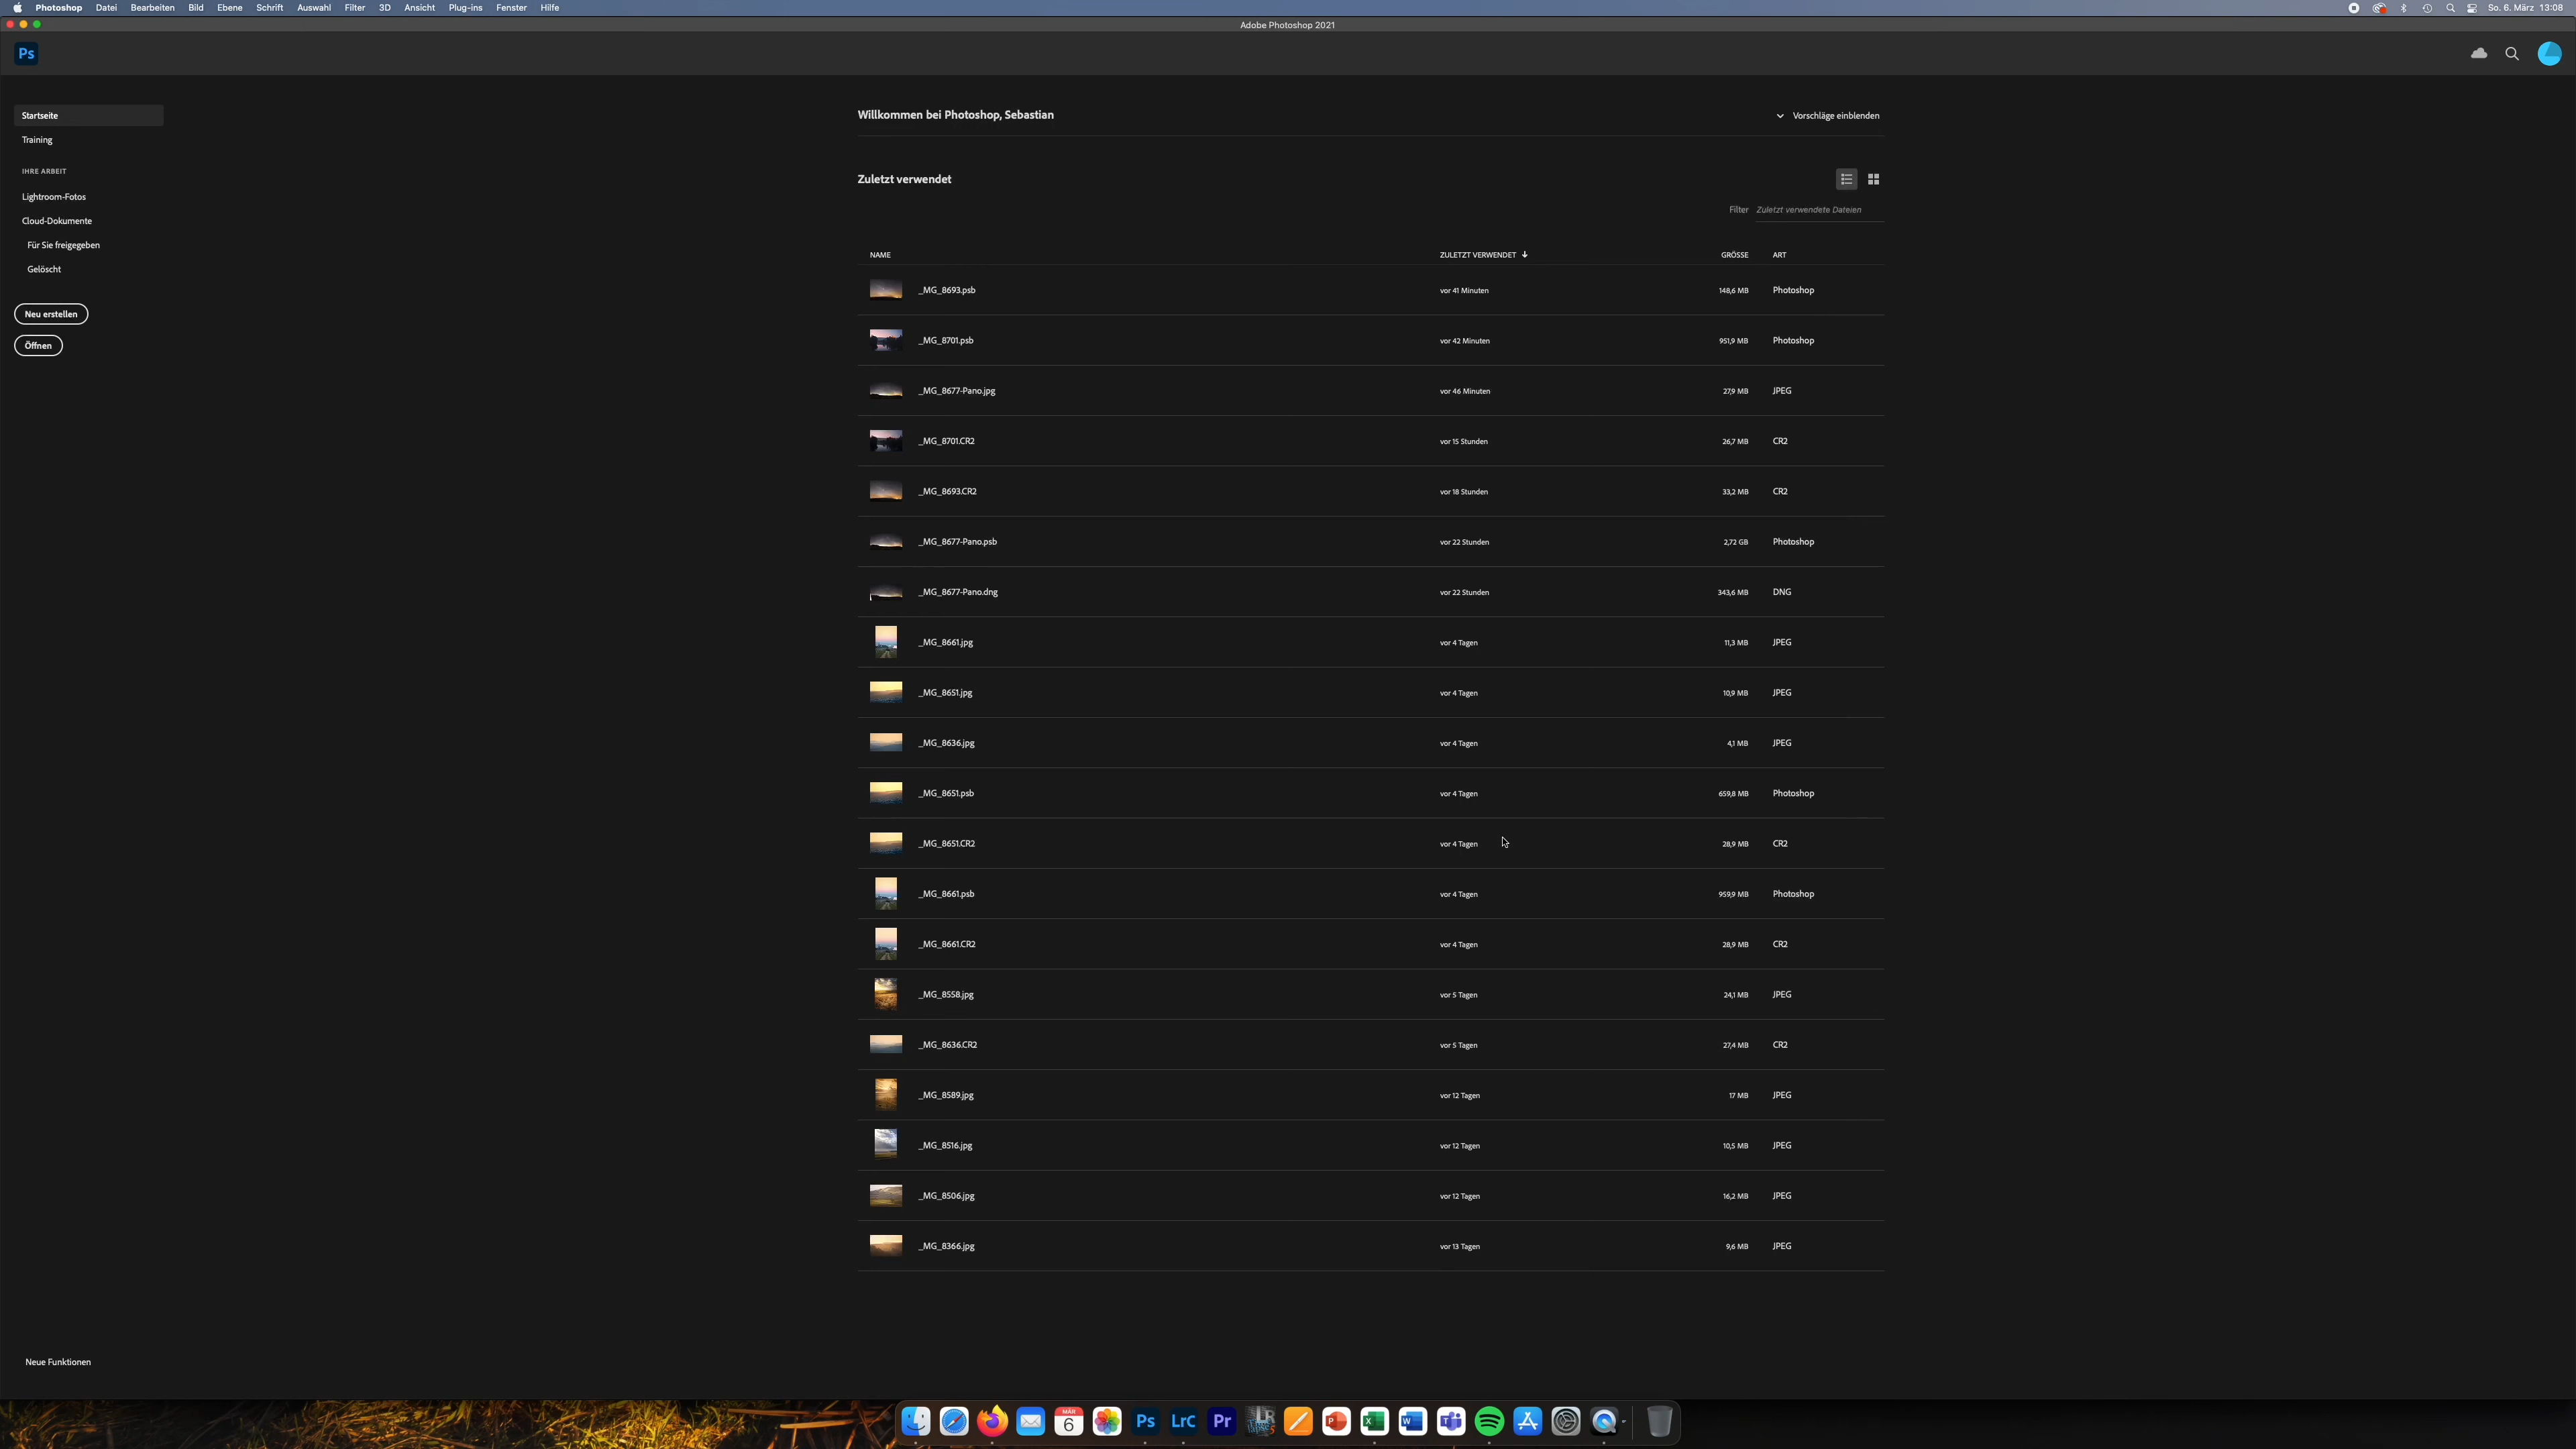 Photoshop Datei Bearbeiten Bild Ebene Schrift Auswahl Filter 3D Ansicht Plug-ins Fenster Hilfe So. 6. März 13:08
Adobe Photoshop 2021
Ps
Startseite
Training
IHRE ARBEIT
Lightroom-Fotos
Cloud-Dokumente
Für Sie freigegeben
Gelöscht
Neu erstellen
Öffnen
Willkommen bei Photoshop, Sebastian Vorschläge einblenden
Zuletzt verwendet
Filter Zuletzt verwendete Dateien
NAME ZULETZT VERWENDET GRÖSSE ART
_MG_8693.psb vor 41 Minuten 148,6 MB Photoshop
_MG_8701.psb vor 42 Minuten 951,9 MB Photoshop
_MG_8677-Pano.jpg vor 46 Minuten 27,9 MB JPEG
_MG_8701.CR2 vor 15 Stunden 26,7 MB CR2
_MG_8693.CR2 vor 18 Stunden 33,2 MB CR2
_MG_8677-Pano.psb vor 22 Stunden 2,72 GB Photoshop
_MG_8677-Pano.dng vor 22 Stunden 343,6 MB DNG
_MG_8661.jpg vor 4 Tagen 11,3 MB JPEG
_MG_8651.jpg vor 4 Tagen 10,9 MB JPEG
_MG_8636.jpg vor 4 Tagen 4,1 MB JPEG
_MG_8651.psb vor 4 Tagen 659,8 MB Photoshop
_MG_8651.CR2 vor 4 Tagen 28,9 MB CR2
_MG_8661.psb vor 4 Tagen 959,9 MB Photoshop
_MG_8661.CR2 vor 4 Tagen 28,9 MB CR2
_MG_8558.jpg vor 5 Tagen 24,1 MB JPEG
_MG_8636.CR2 vor 5 Tagen 27,4 MB CR2
_MG_8589.jpg vor 12 Tagen 17 MB JPEG
_MG_8516.jpg vor 12 Tagen 10,5 MB JPEG
_MG_8506.jpg vor 12 Tagen 16,2 MB JPEG
_MG_8366.jpg vor 13 Tagen 9,6 MB JPEG
Neue Funktionen
MÄR
6
Ps LrC Pr